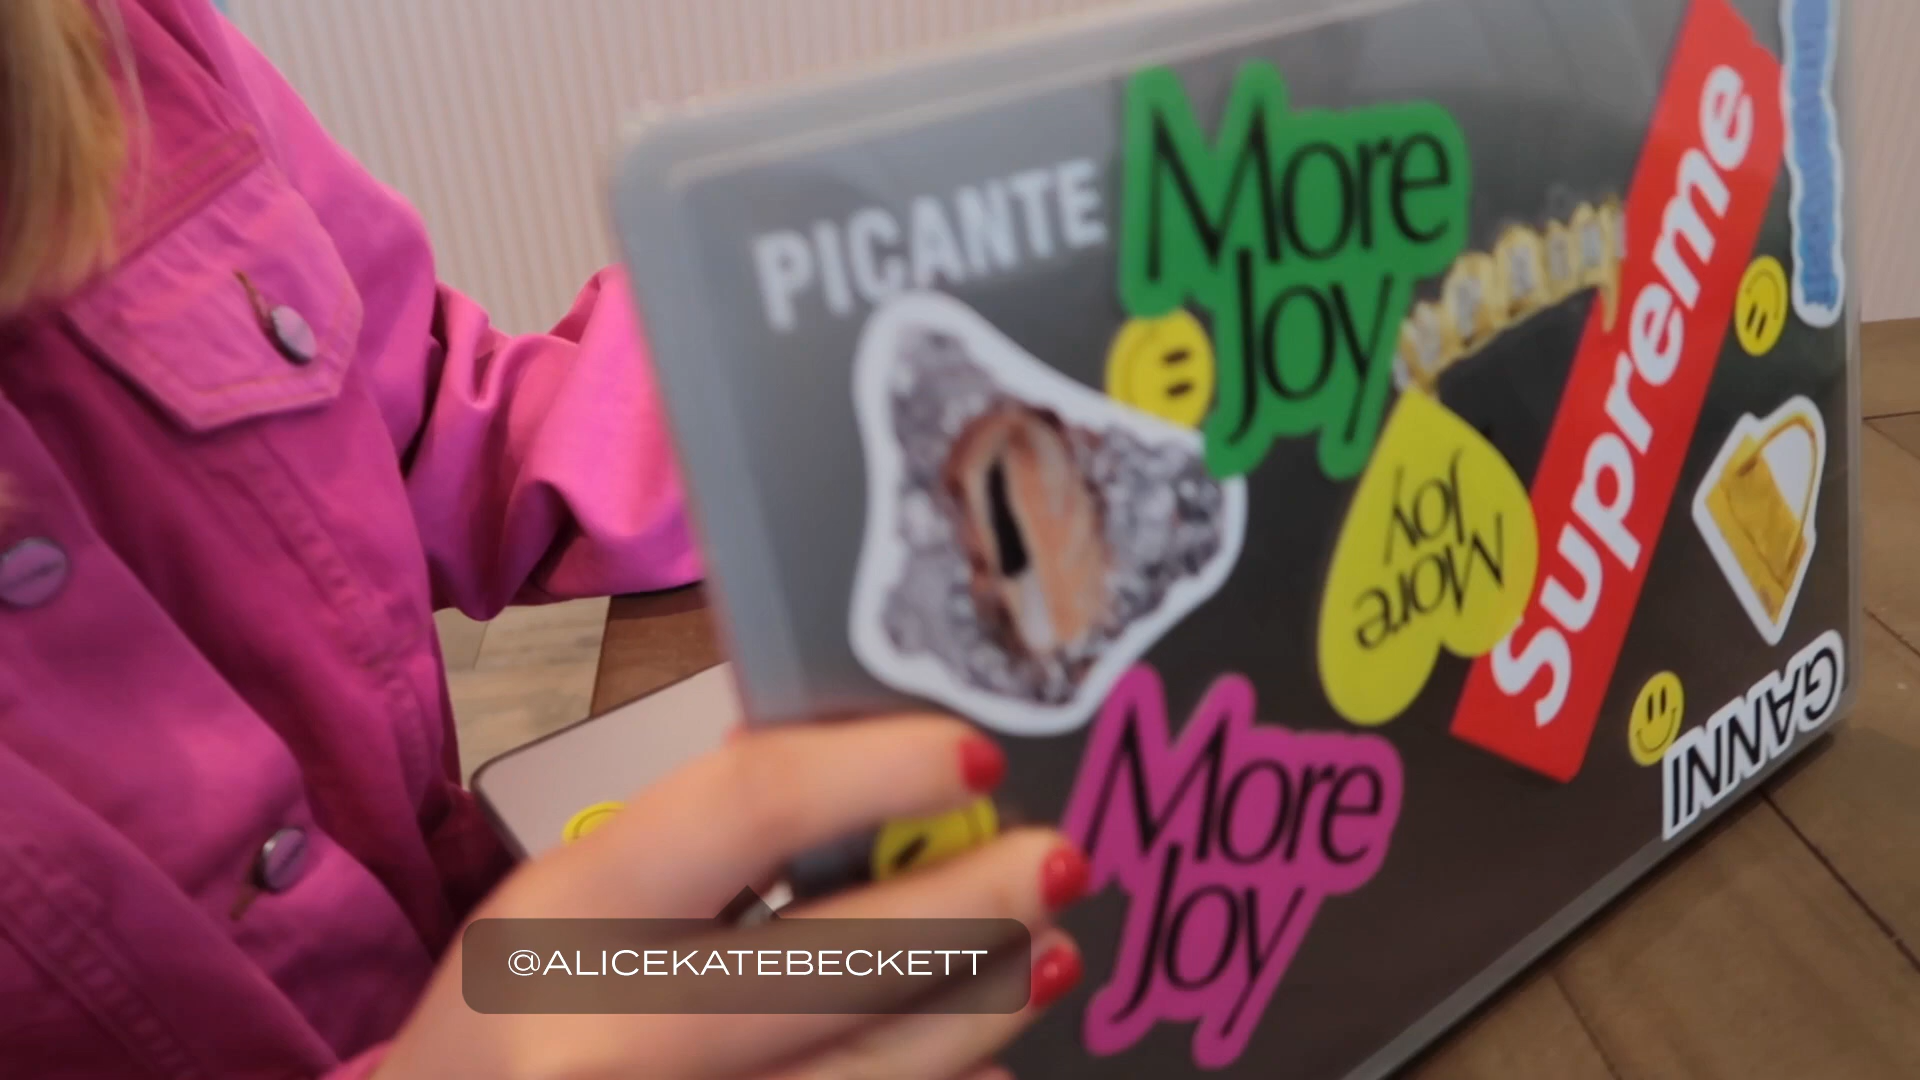 PICANTE
More
Joy
Supreme
More
Joy
GANNI
More
Joy
@ALICEKATEBECKETT